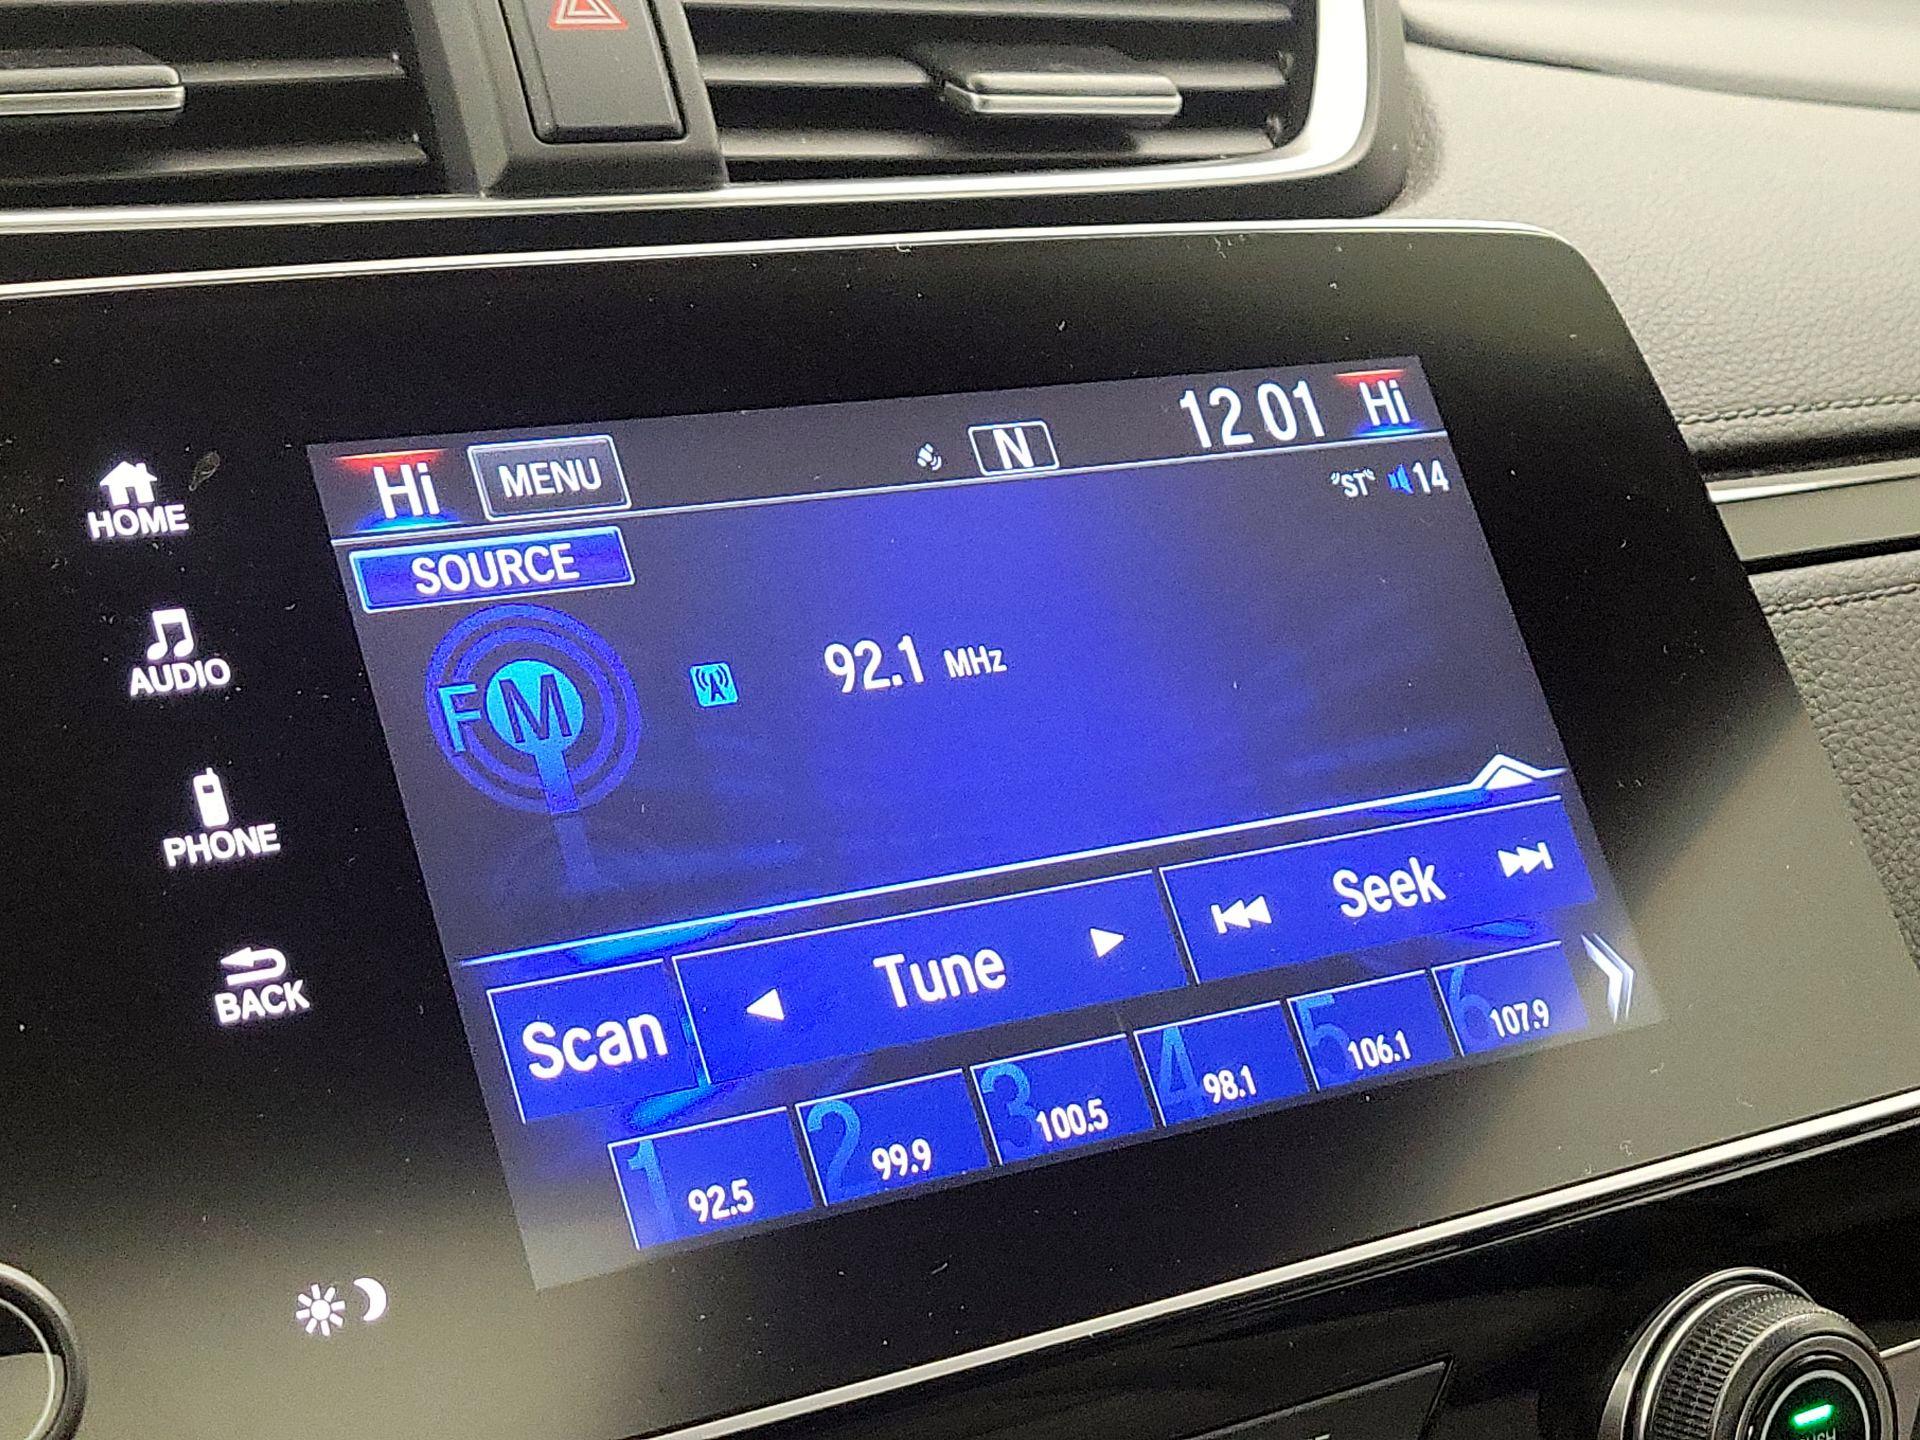 Hi MENU N 12 01 Hi
"ST" 14
SOURCE
FM
92.1 MHz
HOME
AUDIO
PHONE
BACK
Scan Tune Seek
1 92.5
2 99.9
3 100.5
4 98.1
5 106.1
6 107.9